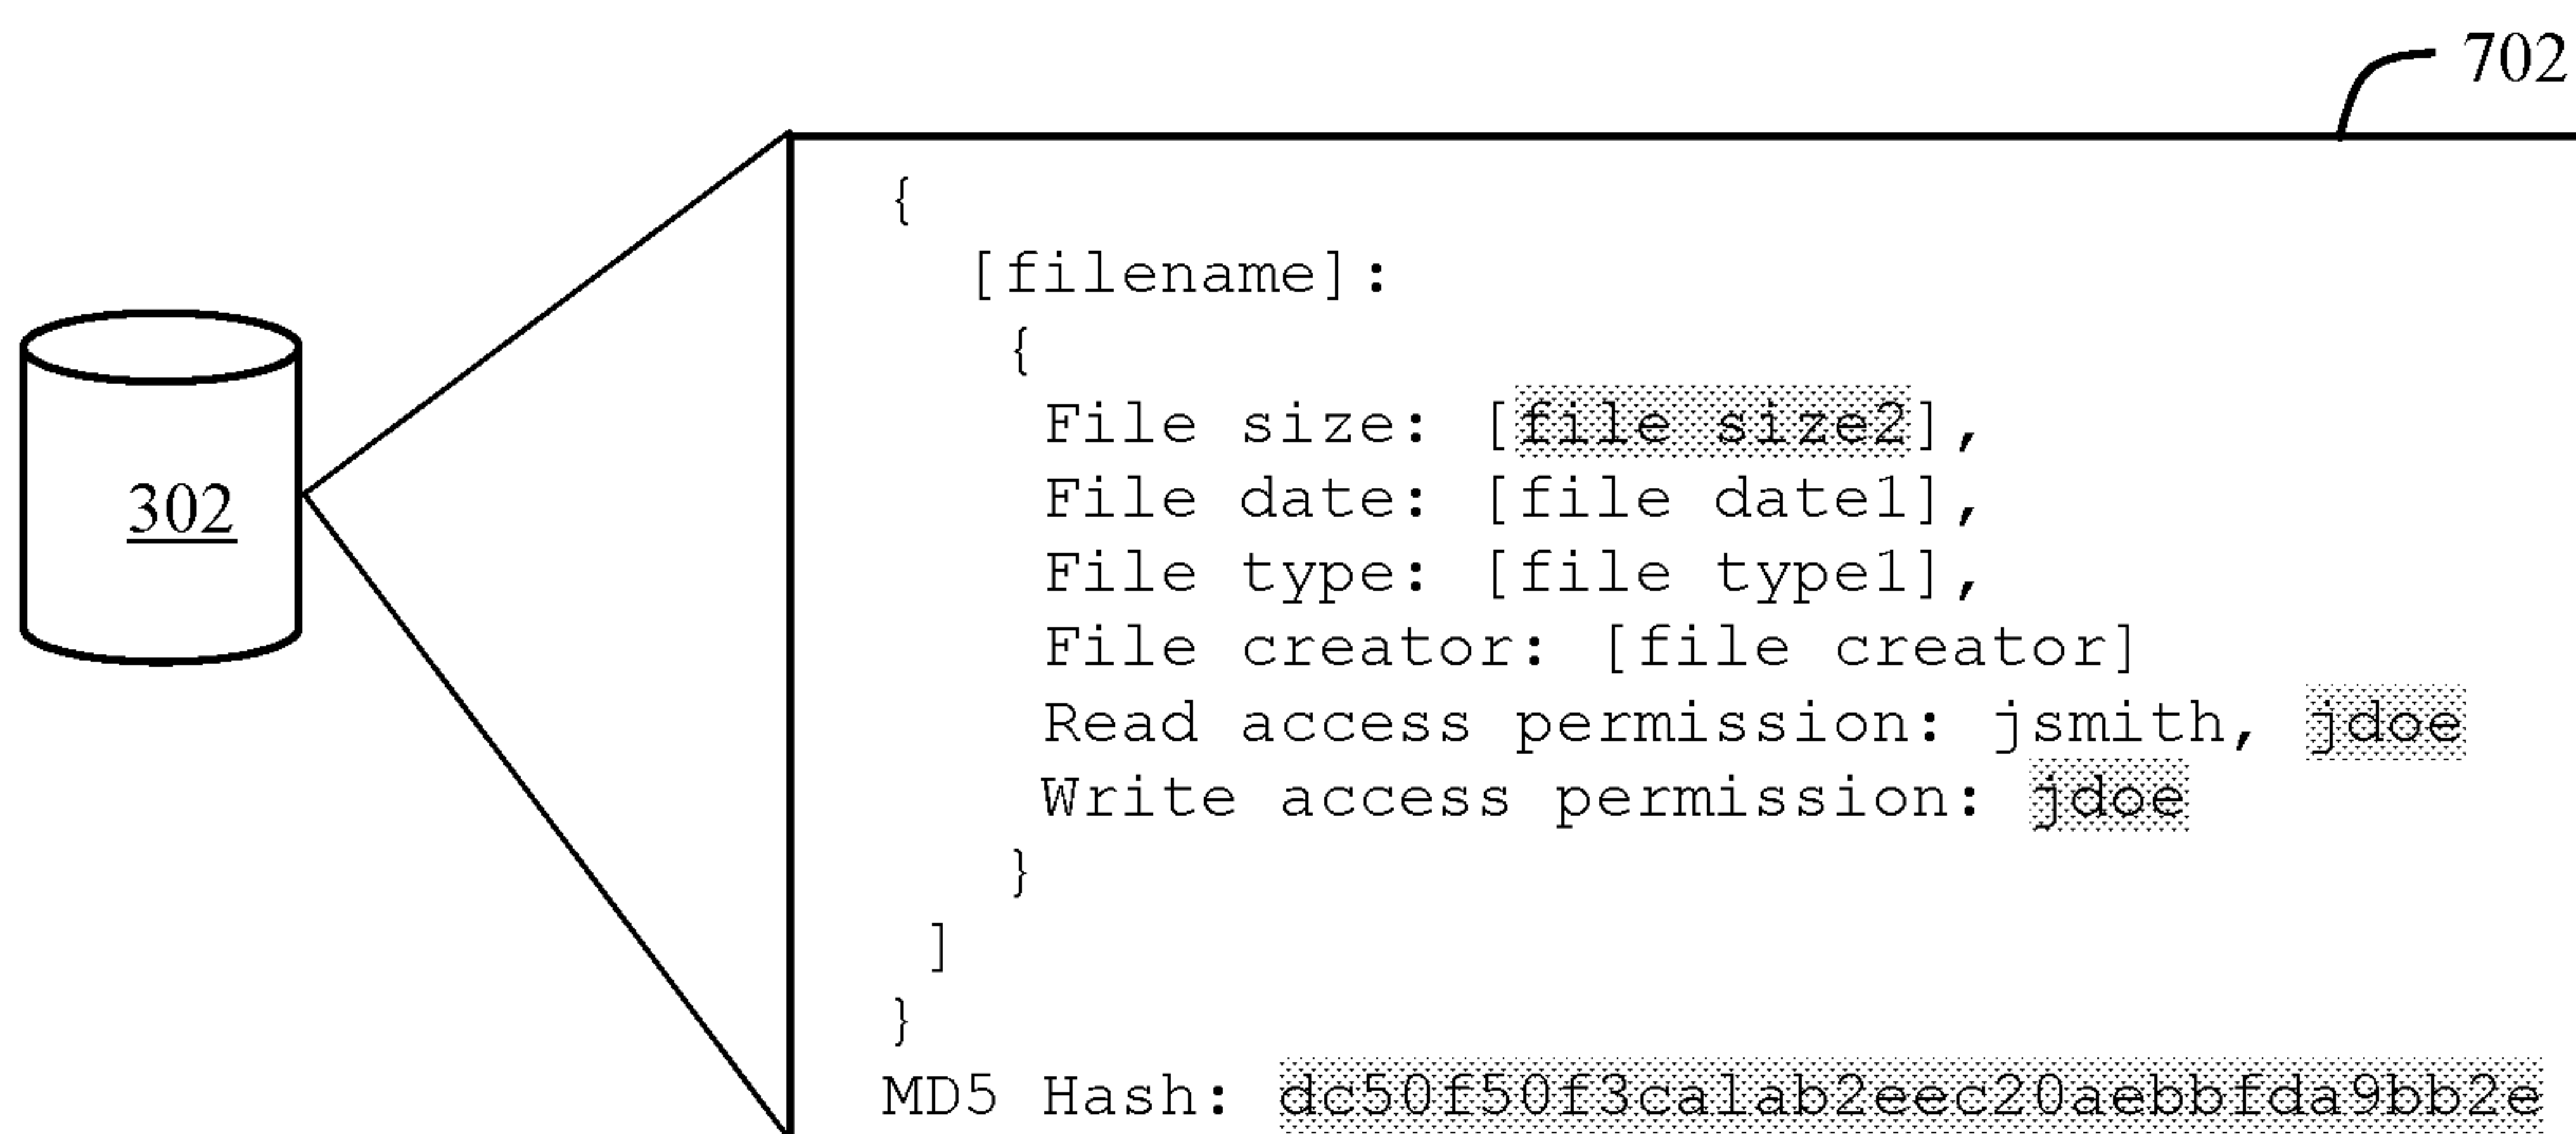 702
{
[filename]:
{
File size: [file size2],
File date: [file date1],
302
File type: [file type1],
File creator: [file creator]
Read access permission: jsmith, jdoe
Write access permission: jdoe
}
]
}
MD5 Hash: dc50f50f3ca1ab2eec20aebbfda9bb2e